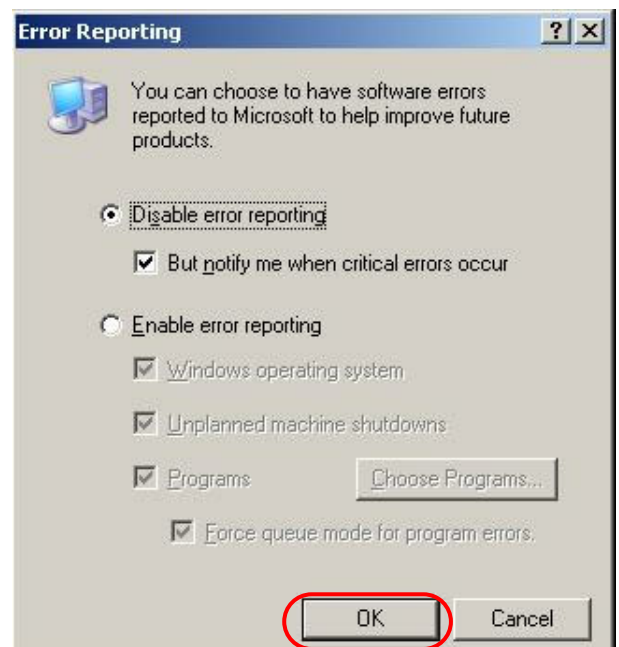 Error Reporting
You can choose to have software errors
reported to Microsoft to help improve future
products.
Disable error reporting
But notify me when critical errors occur
Enable error reporting
Windows operating system
Unplanned machine shutdowns
Programs Choose Programs...
Force queue mode for program errors.
OK Cancel